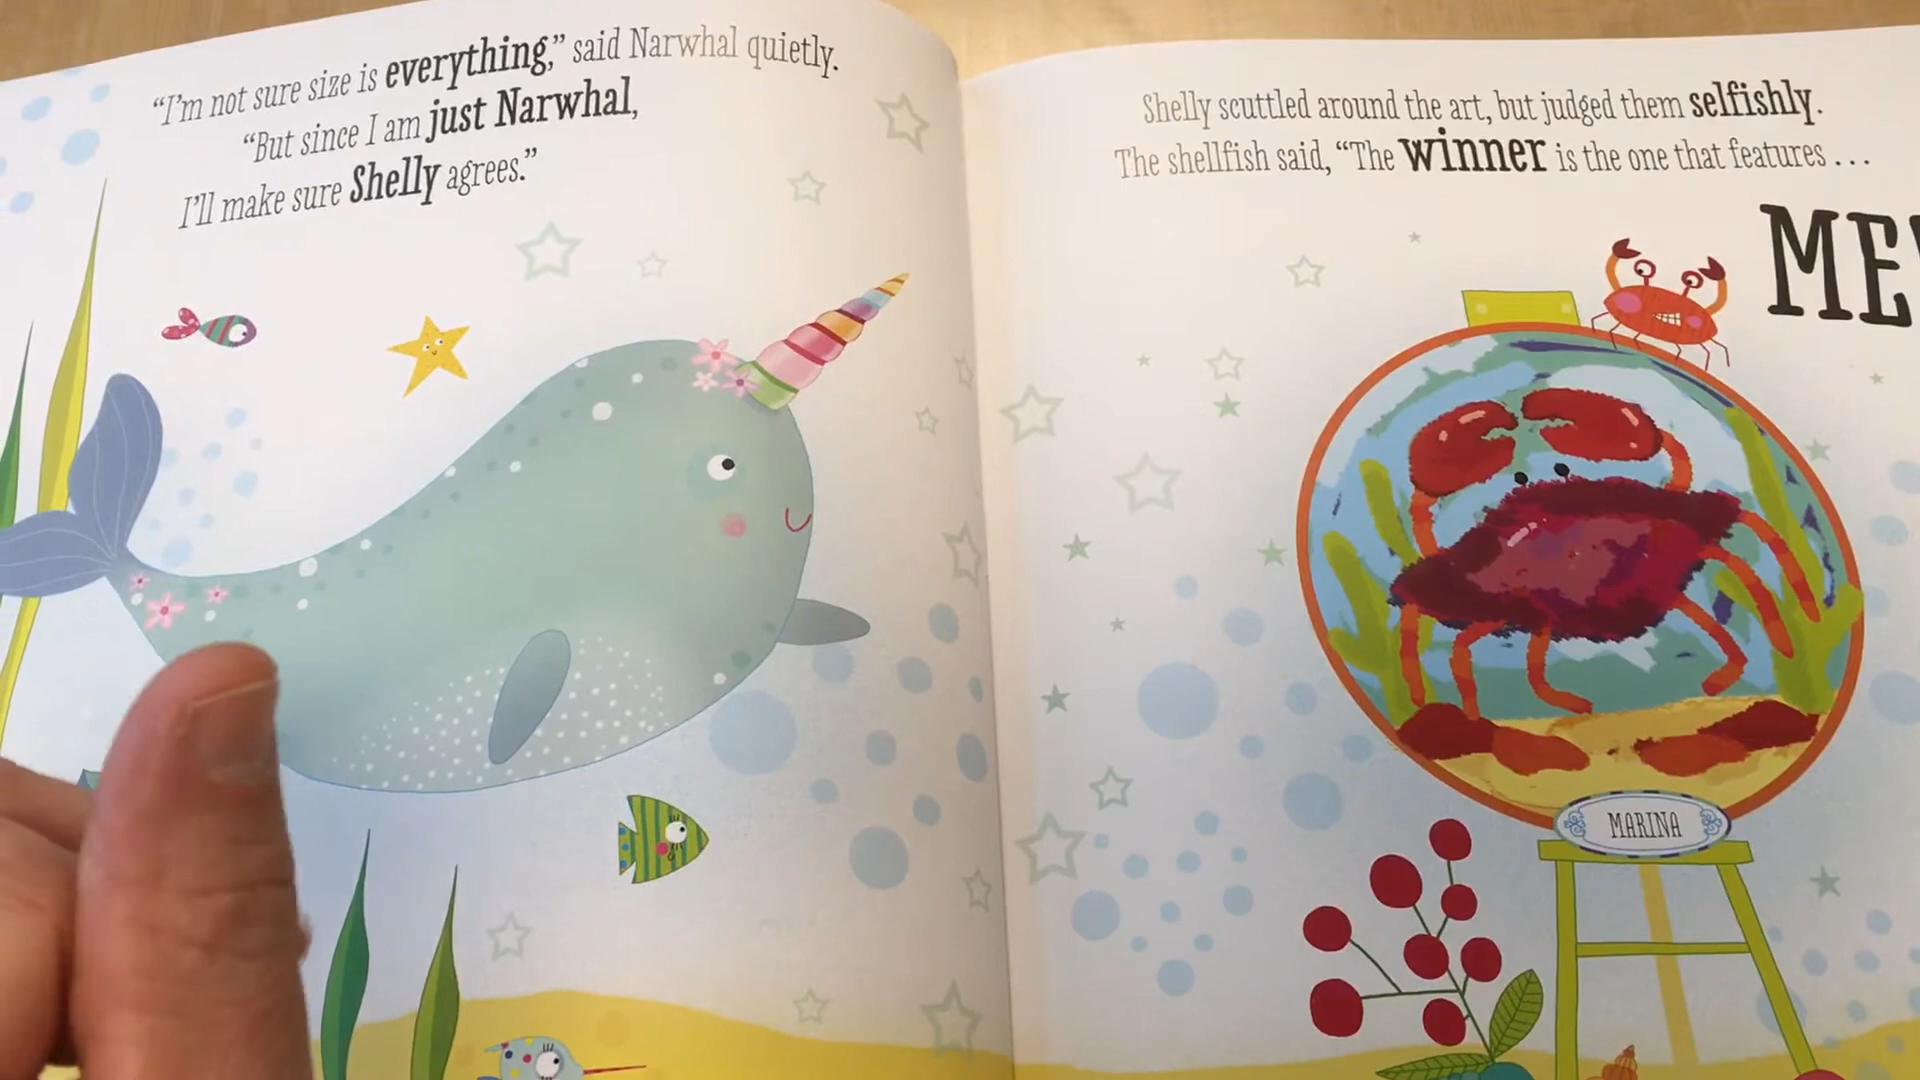 “I’m not sure size is everything,” said Narwhal quietly.
“But since I am just Narwhal,
I’ll make sure Shelly agrees.”
Shelly scuttled around the art, but judged them selfishly.
The shellfish said, “The winner is the one that features . . .
ME
MARINA